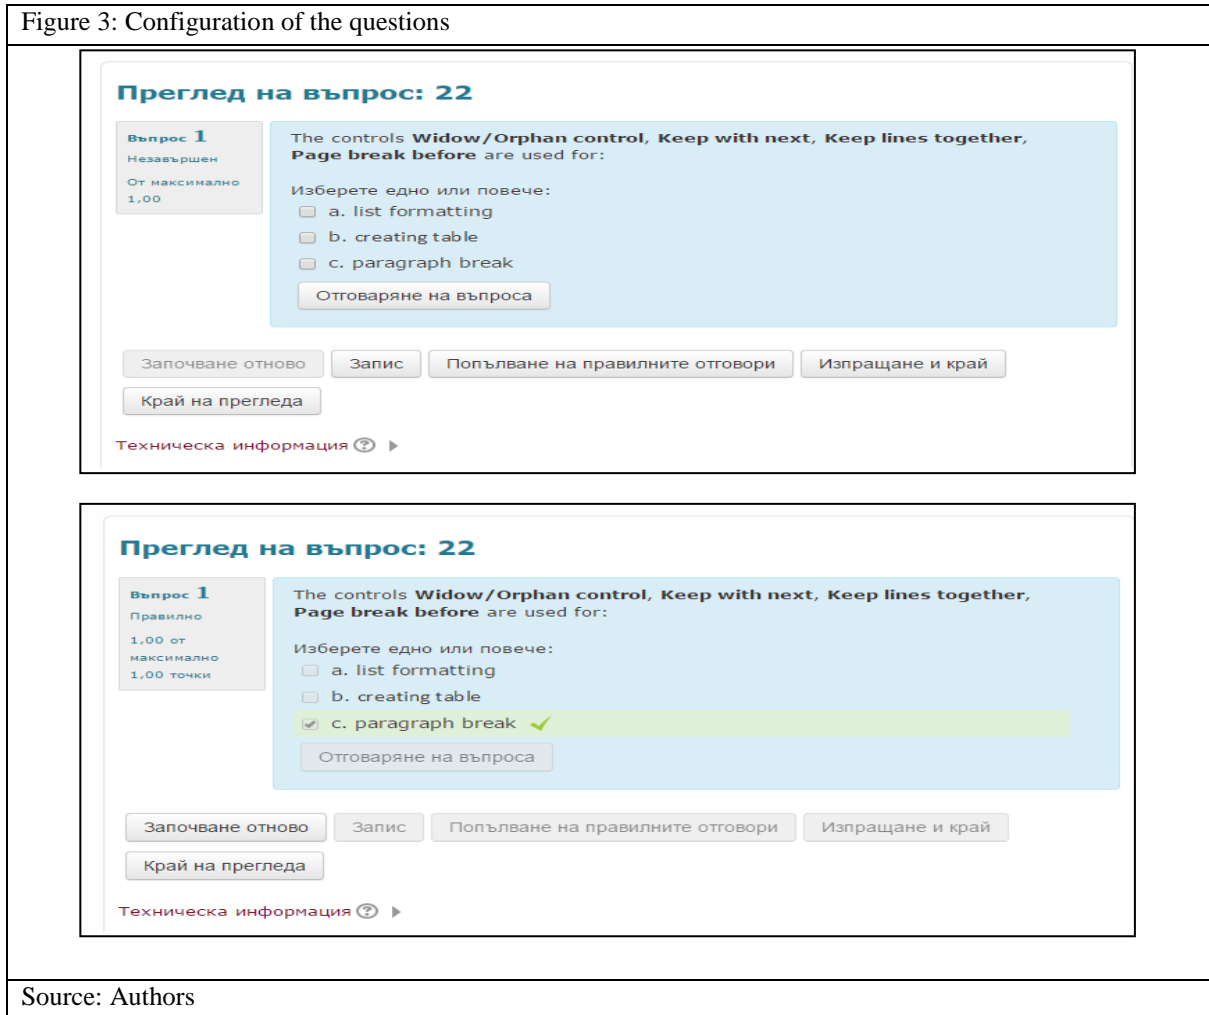 Figure 3: Configuration of the questions
Преглед на въпрос: 22
Въпрос 1
Незавършен
От максимално
1,00
The controls Widow/Orphan control, Keep with next, Keep lines together,
Page break before are used for:
Изберете едно или повече:
a. list formatting
b. creating table
c. paragraph break
Отговаряне на въпроса
Започване отново Запис Попълване на правилните отговори Изпращане и край
Край на прегледа
Техническа информация
Преглед на въпрос: 22
Въпрос 1
Правилно
1,00 от
максимално
1,00 точки
The controls Widow/Orphan control, Keep with next, Keep lines together,
Page break before are used for:
Изберете едно или повече:
a. list formatting
b. creating table
c. paragraph break
Отговаряне на въпроса
Започване отново Запис Попълване на правилните отговори Изпращане и край
Край на прегледа
Техническа информация
Source: Authors